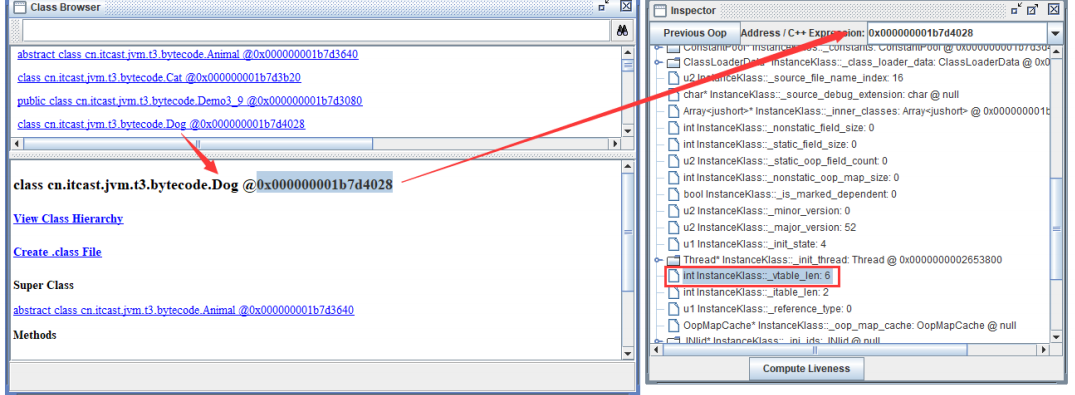 Class Browser
abstract class cn.itcast.jvm.t3.bytecode.Animal @0x000000001b7d3640
class cn.itcast.jvm.t3.bytecode.Cat @0x000000001b7d3b20
public class cn.itcast.jvm.t3.bytecode.Demo3_9 @0x000000001b7d3080
class cn.itcast.jvm.t3.bytecode.Dog @0x000000001b7d4028
class cn.itcast.jvm.t3.bytecode.Dog @0x000000001b7d4028
View Class Hierarchy
Create .class File
Super Class
abstract class cn.itcast.jvm.t3.bytecode.Animal @0x000000001b7d3640
Methods
Inspector
Previous Oop Address / C++ Expression: 0x000000001b7d4028
ConstantPool* InstanceKlass::_constants: ConstantPool @ 0x000000001b7d3d
ClassLoaderData* InstanceKlass::_class_loader_data: ClassLoaderData @ 0x0
u2 InstanceKlass::_source_file_name_index: 16
char* InstanceKlass::_source_debug_extension: char @ null
Array<jushort>* InstanceKlass::_inner_classes: Array<jushort> @ 0x000000001b
int InstanceKlass::_nonstatic_field_size: 0
int InstanceKlass::_static_field_size: 0
u2 InstanceKlass::_static_oop_field_count: 0
int InstanceKlass::_nonstatic_oop_map_size: 0
bool InstanceKlass::_is_marked_dependent: 0
u2 InstanceKlass::_minor_version: 0
u2 InstanceKlass::_major_version: 52
u1 InstanceKlass::_init_state: 4
Thread* InstanceKlass::_init_thread: Thread @ 0x0000000002653800
int InstanceKlass::_vtable_len: 6
int InstanceKlass::_itable_len: 2
u1 InstanceKlass::_reference_type: 0
OopMapCache* InstanceKlass::_oop_map_cache: OopMapCache @ null
JNIid* InstanceKlass::_jni_ids: JNIid @ null
Compute Liveness